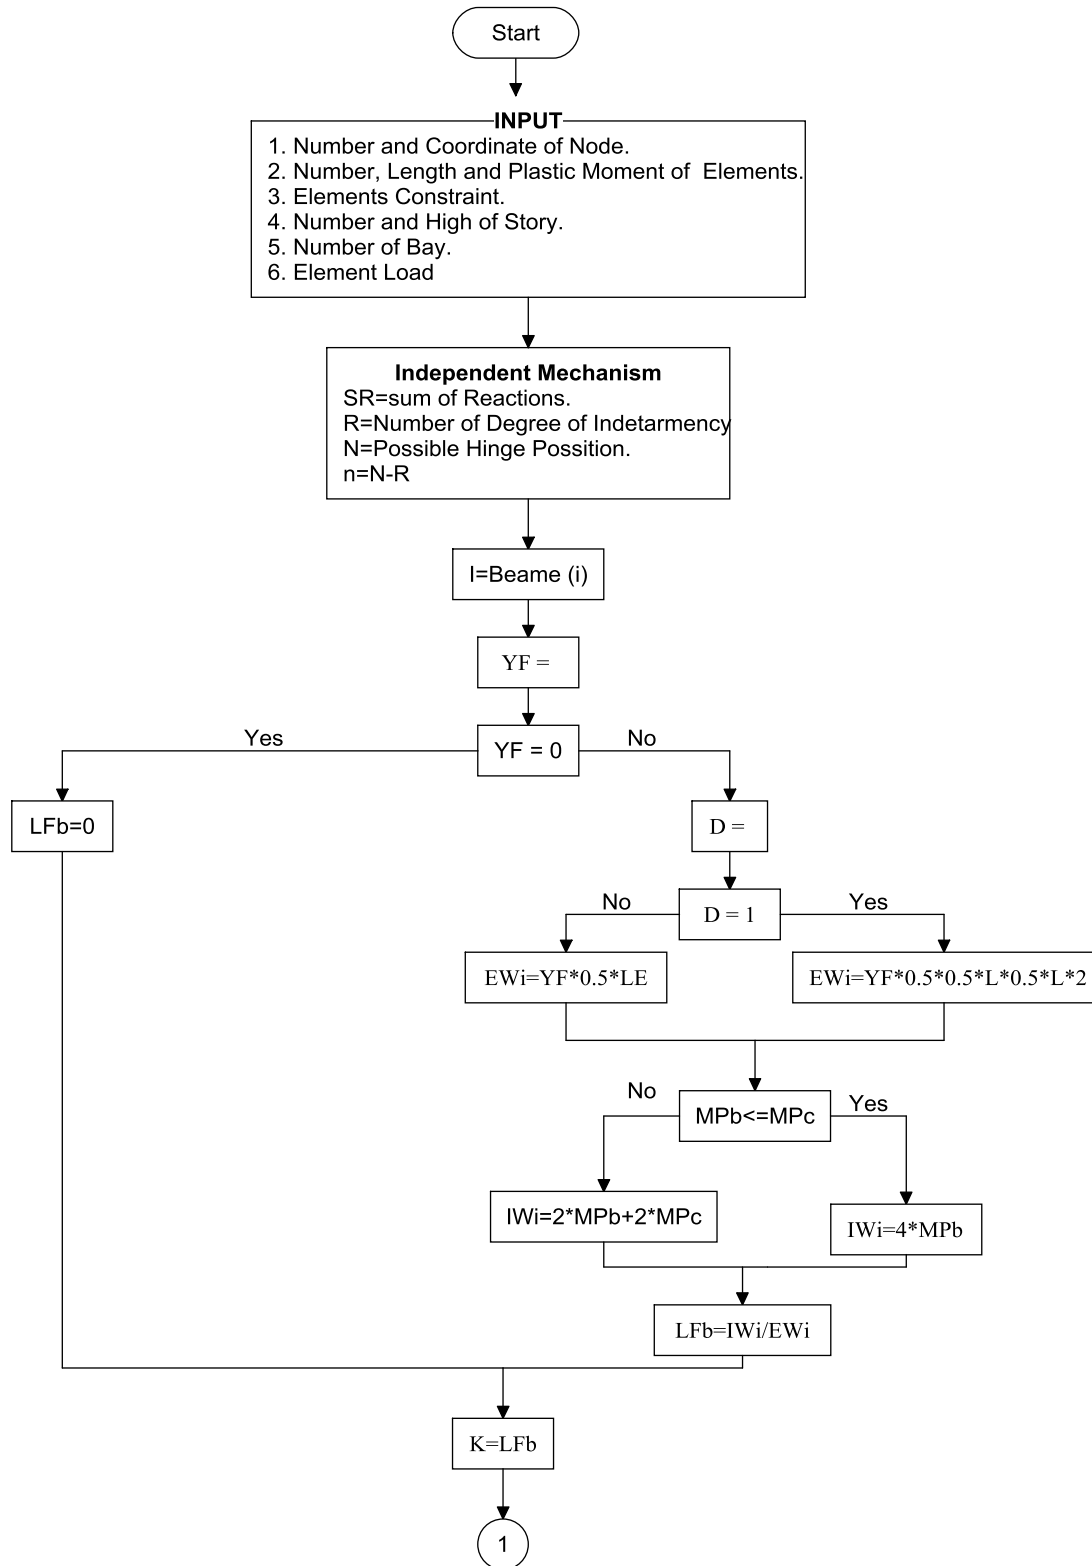 Start
INPUT
1. Number and Coordinate of Node.
2. Number, Length and Plastic Moment of Elements.
3. Elements Constraint.
4. Number and High of Story.
5. Number of Bay.
6. Element Load
Independent Mechanism
SR=sum of Reactions.
R=Number of Degree of Indetarmency
N=Possible Hinge Possition.
n=N-R
I=Beame (i)
YF =
Yes
YF = 0
No
LFb=0
D =
No
D = 1
Yes
EWi=YF*0.5*LE
EWi=YF*0.5*0.5*L*0.5*L*2
No
MPb<=MPc
Yes
IWi=2*MPb+2*MPc
IWi=4*MPb
LFb=IWi/EWi
K=LFb
1